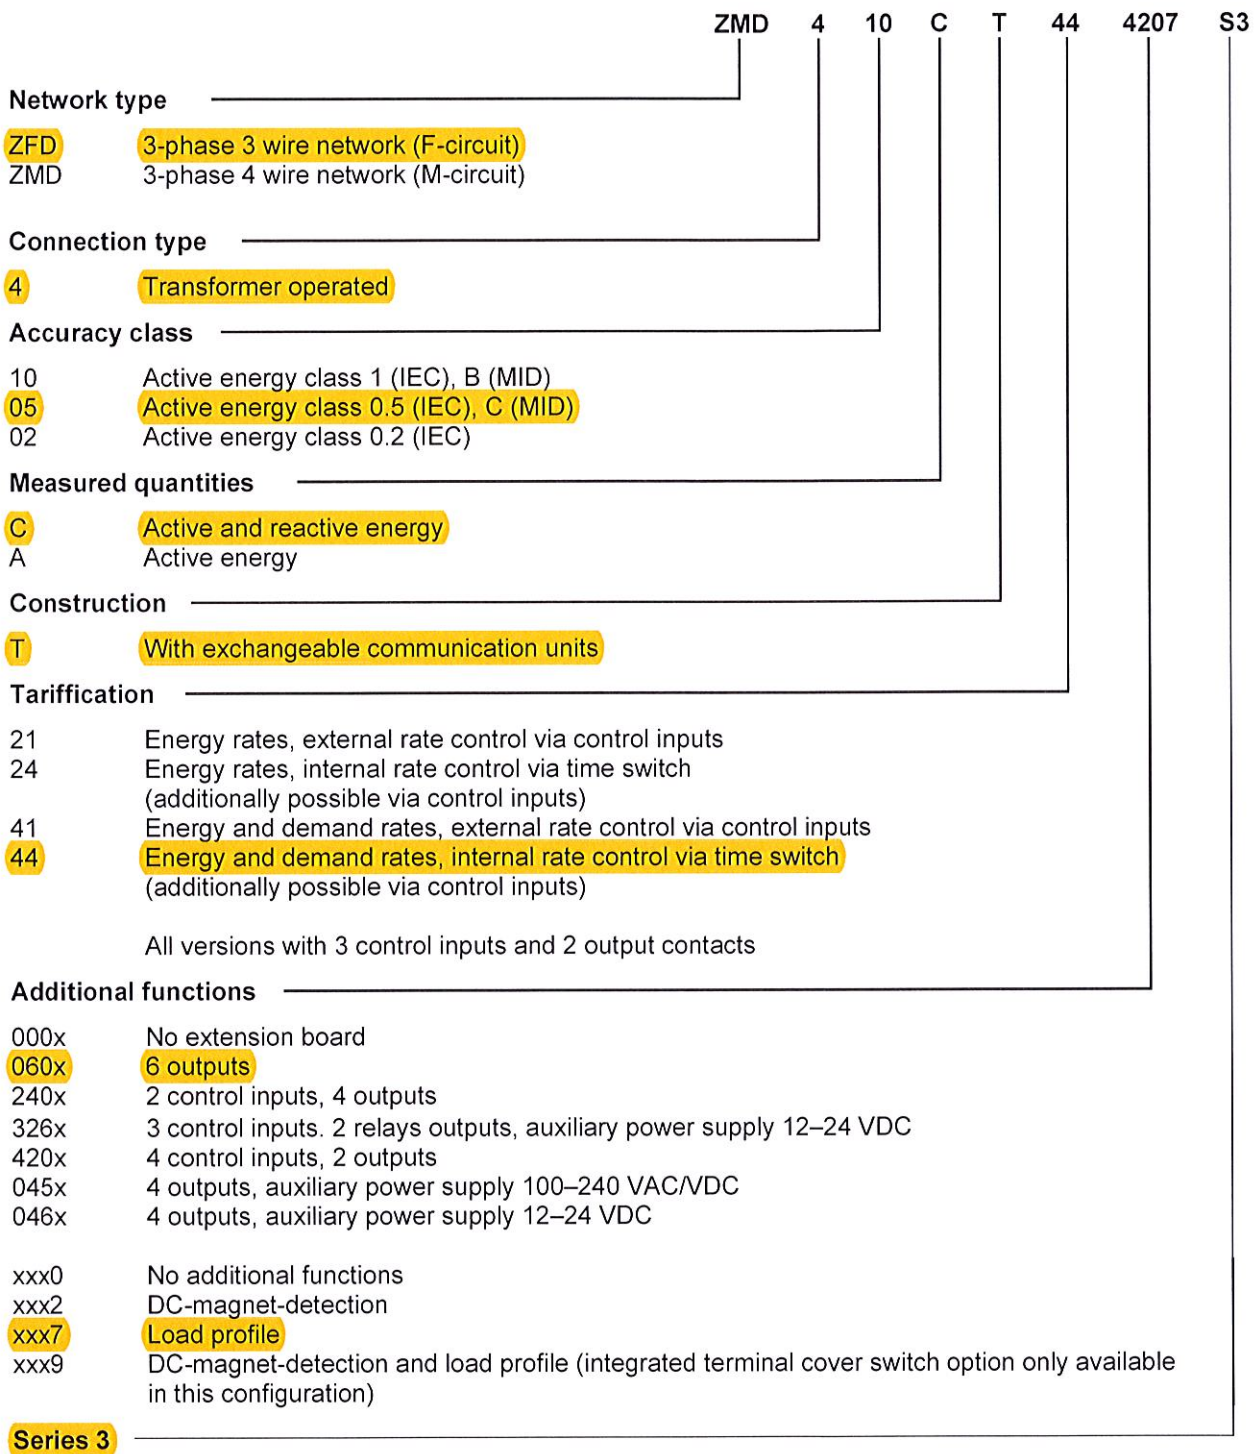 ZMD 4 10 C T 44 4207 S3
Network type
ZFD 3-phase 3 wire network (F-circuit)
ZMD 3-phase 4 wire network (M-circuit)
Connection type
4 Transformer operated
Accuracy class
10 Active energy class 1 (IEC), B (MID)
05 Active energy class 0.5 (IEC), C (MID)
02 Active energy class 0.2 (IEC)
Measured quantities
C Active and reactive energy
A Active energy
Construction
T With exchangeable communication units
Tariffication
21 Energy rates, external rate control via control inputs
24 Energy rates, internal rate control via time switch
(additionally possible via control inputs)
41 Energy and demand rates, external rate control via control inputs
44 Energy and demand rates, internal rate control via time switch
(additionally possible via control inputs)
All versions with 3 control inputs and 2 output contacts
Additional functions
000x No extension board
060x 6 outputs
240x 2 control inputs, 4 outputs
326x 3 control inputs. 2 relays outputs, auxiliary power supply 12–24 VDC
420x 4 control inputs, 2 outputs
045x 4 outputs, auxiliary power supply 100–240 VAC/VDC
046x 4 outputs, auxiliary power supply 12–24 VDC
xxx0 No additional functions
xxx2 DC-magnet-detection
xxx7 Load profile
xxx9 DC-magnet-detection and load profile (integrated terminal cover switch option only available
in this configuration)
Series 3